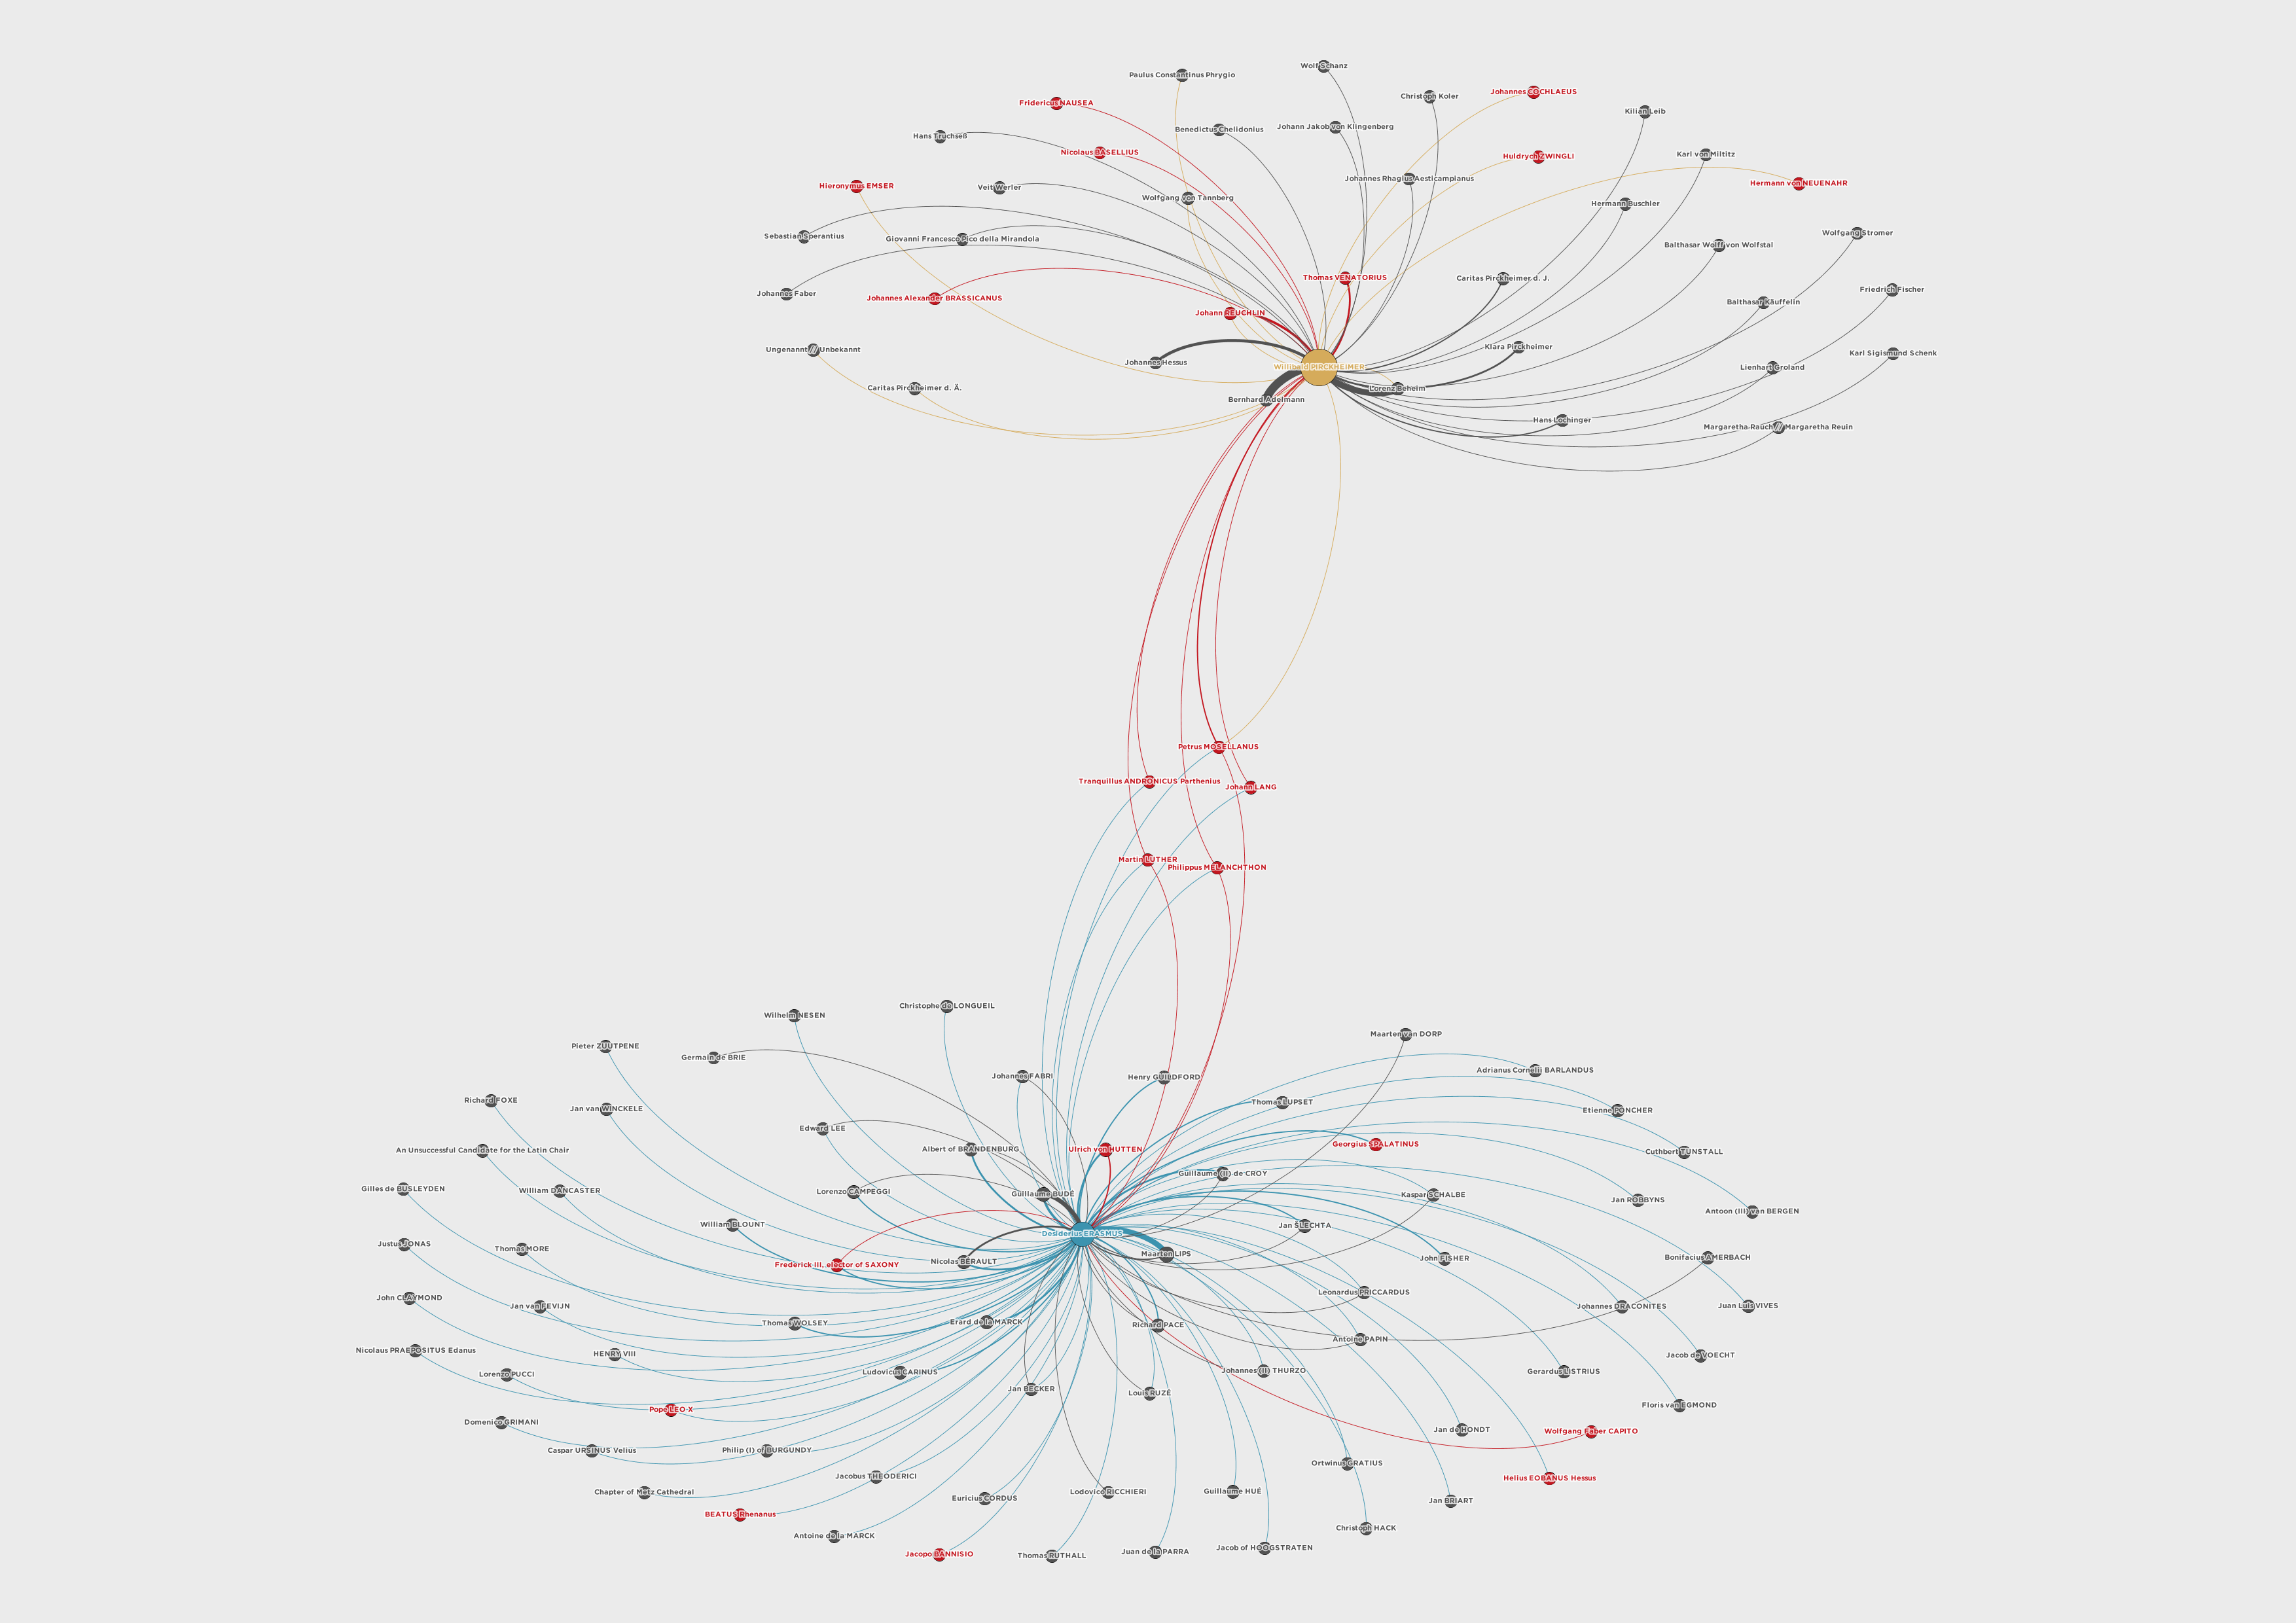 Wolf Schanz
Paulus Constantinus Phrygio
Johannes COCHLAEUS
Christoph Koler
Fridericus NAUSEA
Kilian Leib
Johann Jakob von Klingenberg
Benedictus Chelidonius
Hans Truchseß
Nicolaus BASELLIUS
Karl von Miltitz
Huldrych ZWINGLI
Johannes Rhagius Aesticampianus
Hermann von NEUENAHR
Hieronymus EMSER
Veit Werler
Wolfgang von Tannberg
Hermann Buschler
Wolfgang Stromer
Sebastian Sperantius
Giovanni Francesco Pico della Mirandola
Balthasar Wolff von Wolfstal
Thomas VENATORIUS
Caritas Pirckheimer d. J.
Friedrich Fischer
Johannes Faber
Johannes Alexander BRASSICANUS
Balthasar Käuffelin
Johann REUCHLIN
Klara Pirckheimer
Ungenannt // Unbekannt
Karl Sigismund Schenk
Johannes Hessus
Willibald PIRCKHEIMER
Lienhart Groland
Caritas Pirckheimer d. Ä.
Lorenz Beheim
Bernhard Adelmann
Hans Lochinger
Margaretha Rauch // Margaretha Reuin
Petrus MOSELLANUS
Tranquillus ANDRONICUS Parthenius
Johann LANG
Martin LUTHER
Philippus MELANCHTHON
Christophe de LONGUEIL
Wilhelm NESEN
Maarten van DORP
Pieter ZUUTPENE
Germain de BRIE
Adrianus Cornelii BARLANDUS
Johannes FABRI
Henry GUILDFORD
Richard FOXE
Thomas LUPSET
Jan van WINCKELE
Etienne PONCHER
Edward LEE
Georgius SPALATINUS
An Unsuccessful Candidate for the Latin Chair
Albert of BRANDENBURG
Ulrich von HUTTEN
Cuthbert TUNSTALL
Guillaume (II) de CROY
Gilles de BUSLEYDEN
William DANCASTER
Lorenzo CAMPEGGI
Guillaume BUDÉ
Kaspar SCHALBE
Jan ROBBYNS
Antoon (III) van BERGEN
William BLOUNT
Jan ŠLECHTA
Desiderius ERASMUS
Justus JONAS
Thomas MORE
Maarten LIPS
Bonifacius AMERBACH
John FISHER
Nicolas BÉRAULT
Frederick III, elector of SAXONY
Leonardus PRICCARDUS
John CLAYMOND
Jan van FEVIJN
Johannes DRACONITES
Juan Luis VIVES
Erard de la MARCK
Thomas WOLSEY
Richard PACE
Antoine PAPIN
Nicolaus PRAEPOSITUS Edanus
HENRY VIII
Jacob de VOECHT
Lorenzo PUCCI
Ludovicus CARINUS
Johannes (II) THURZO
Gerardus LISTRIUS
Jan BECKER
Louis RUZÉ
Floris van EGMOND
Pope LEO X
Domenico GRIMANI
Jan de HONDT
Wolfgang Faber CAPITO
Caspar URSINUS Velius
Philip (I) of BURGUNDY
Ortwinus GRATIUS
Jacobus THEODERICI
Helius EOBANUS Hessus
Chapter of Metz Cathedral
Lodovico RICCHIERI
Guillaume HUÉ
Euricius CORDUS
Jan BRIART
BEATUS Rhenanus
Christoph HACK
Antoine de la MARCK
Jacob of HOOGSTRATEN
Juan de la PARRA
Jacopo BANNISIO
Thomas RUTHALL